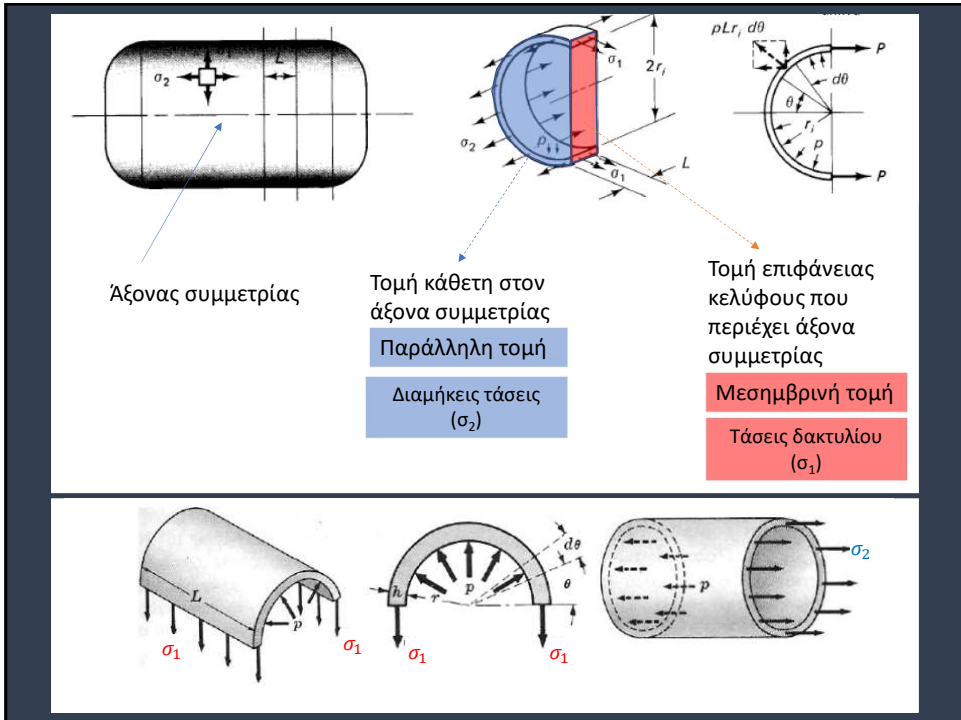 σ₁
σ₂
L
σ₁
2rᵢ
σ₂
p
σ₁
L
pLrᵢ dθ
P
dθ
θ
rᵢ
p
P
Άξονας συμμετρίας
Τομή κάθετη στον
άξονα συμμετρίας
Παράλληλη τομή
Διαμήκεις τάσεις
(σ₂)
Τομή επιφάνειας
κελύφους που
περιέχει άξονα
συμμετρίας
Μεσημβρινή τομή
Τάσεις δακτυλίου
(σ₁)
L
p
σ₁
σ₁
dθ
θ
h
r
p
σ₁
σ₁
p
σ₂